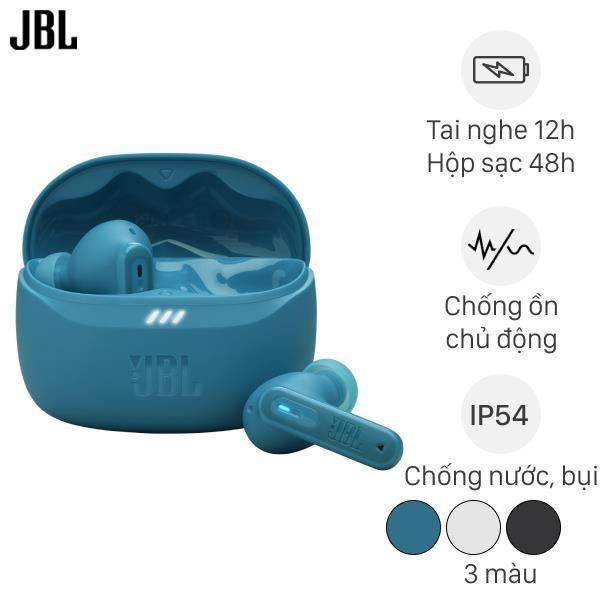 JBL
Tai nghe 12h
Hộp sạc 48h
Chống ồn
chủ động
IP54
Chống nước, bụi
3 màu
JBL
JBL